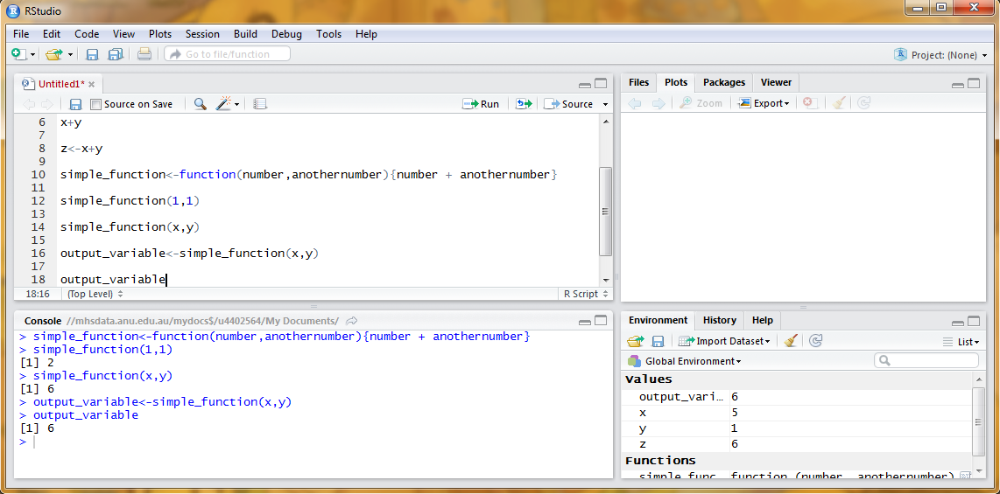 RStudio
File Edit Code View Plots Session Build Debug Tools Help
Go to file/function Project: (None)
Untitled1*
Source on Save Run Source
6 x+y
7
8 z<-x+y
9
10 simple_function<-function(number,anothernumber){number + anothernumber}
11
12 simple_function(1,1)
13
14 simple_function(x,y)
15
16 output_variable<-simple_function(x,y)
17
18 output_variable
18:16 (Top Level) R Script
Console //mhsdata.anu.edu.au/mydocs$/u4402564/My Documents/
> simple_function<-function(number,anothernumber){number + anothernumber}
> simple_function(1,1)
[1] 2
> simple_function(x,y)
[1] 6
> output_variable<-simple_function(x,y)
> output_variable
[1] 6
>
Files Plots Packages Viewer
Zoom Export
Environment History Help
Import Dataset List
Global Environment
Values
output_vari… 6
x 5
y 1
z 6
Functions
simple_func… function (number, anothernumber)